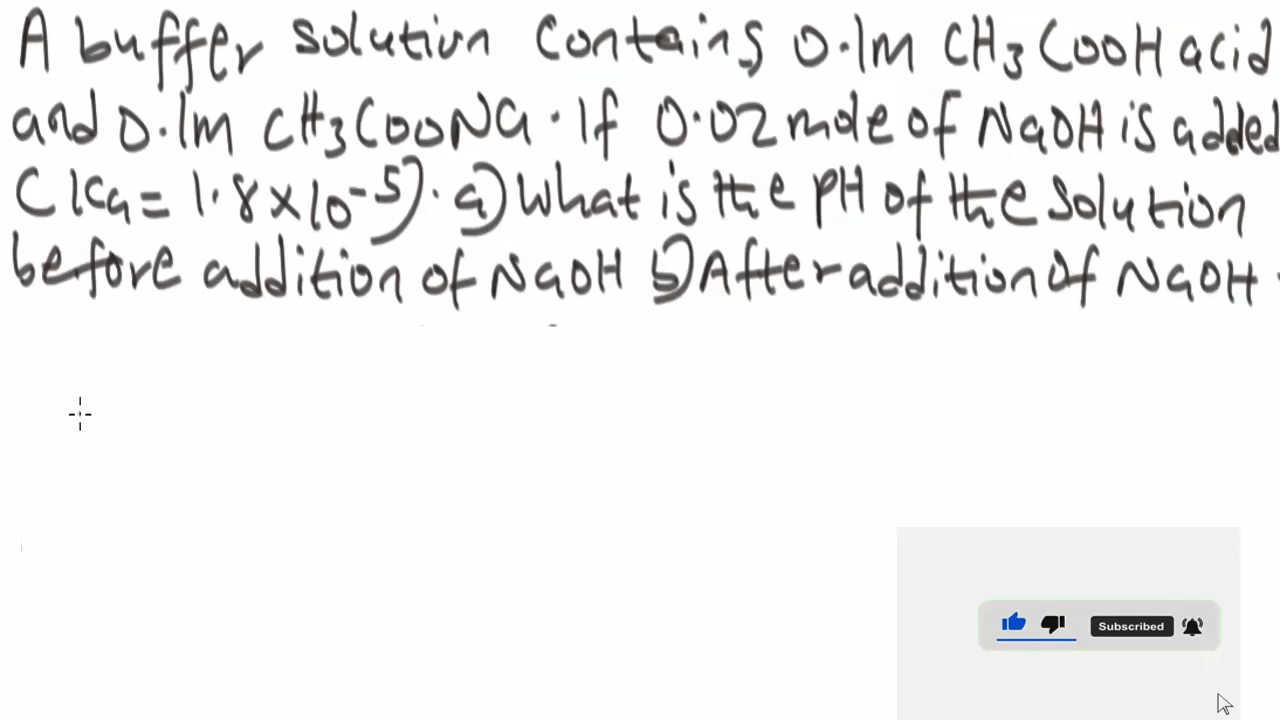 A buffer solution contains 0.1M CH3COOH acid
and 0.1M CH3COONa. If 0.02 mole of NaOH is added
(Ka = 1.8×10-5). a) What is the pH of the solution
before addition of NaOH b) After addition of NaOH.
Subscribed